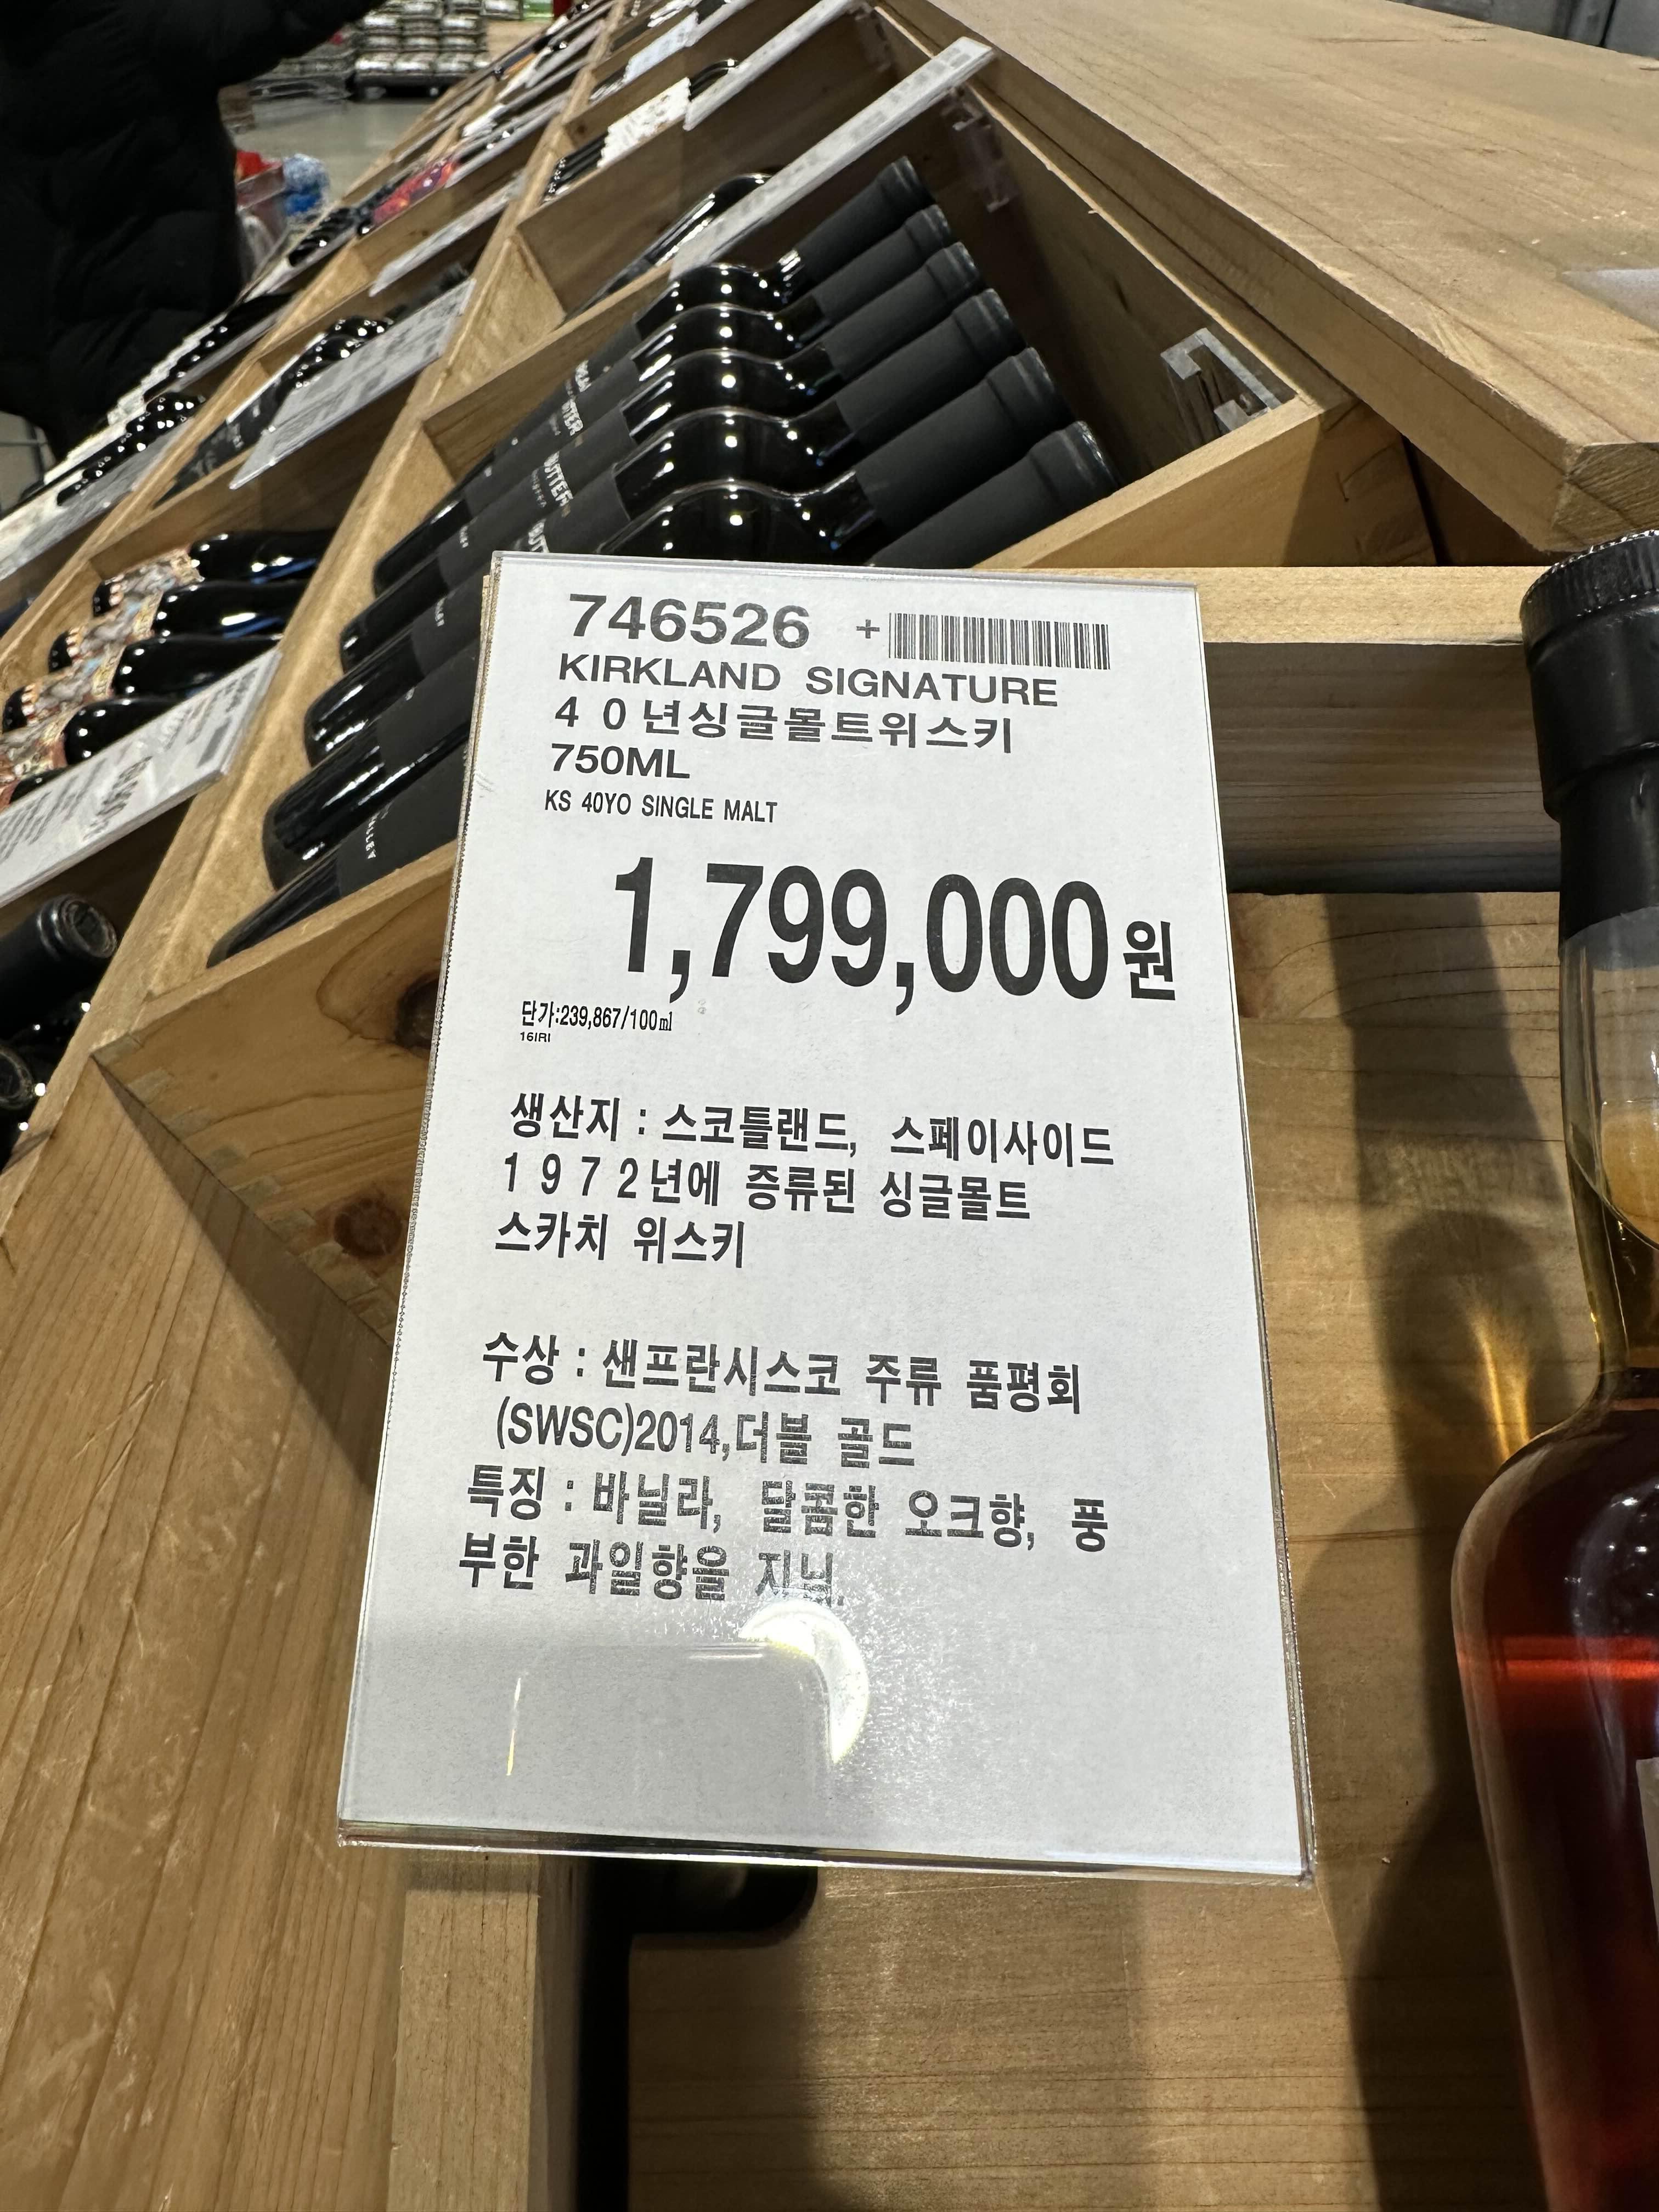 746526 +
KIRKLAND SIGNATURE
40년싱글몰트위스키
750ML
KS 40YO SINGLE MALT
1,799,000원
단가:239,867/100㎖
16IRI
생산지 : 스코틀랜드, 스페이사이드
1972년에 증류된 싱글몰트
스카치 위스키
수상 : 샌프란시스코 주류 품평회
(SWSC)2014,더블 골드
특징 : 바닐라, 달콤한 오크향, 풍
부한 과일향을 지님.